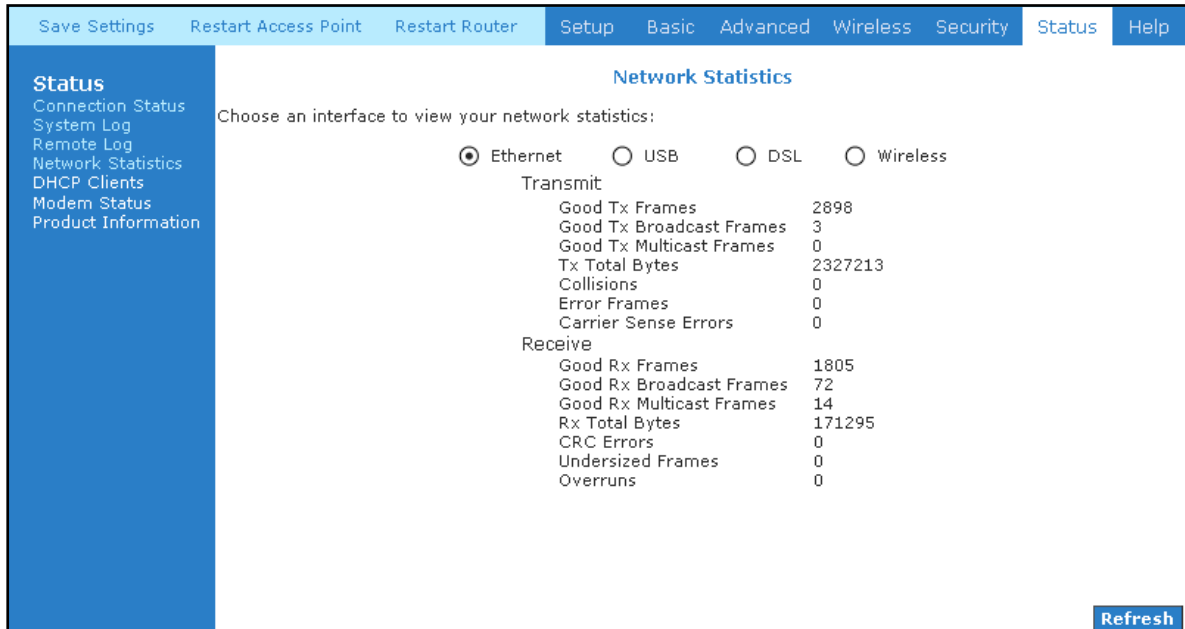 Save Settings Restart Access Point Restart Router Setup Basic Advanced Wireless Security Status Help
Status
Connection Status
System Log
Remote Log
Network Statistics
DHCP Clients
Modem Status
Product Information
Network Statistics
Choose an interface to view your network statistics:
Ethernet USB DSL Wireless
Transmit
Good Tx Frames 2898
Good Tx Broadcast Frames 3
Good Tx Multicast Frames 0
Tx Total Bytes 2327213
Collisions 0
Error Frames 0
Carrier Sense Errors 0
Receive
Good Rx Frames 1805
Good Rx Broadcast Frames 72
Good Rx Multicast Frames 14
Rx Total Bytes 171295
CRC Errors 0
Undersized Frames 0
Overruns 0
Refresh